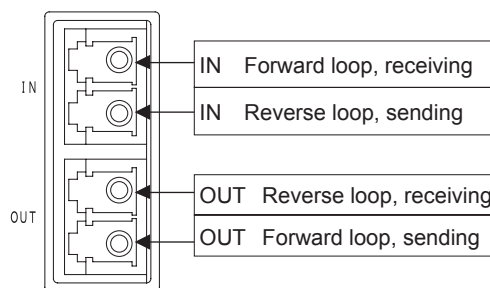 IN
IN Forward loop, receiving
IN Reverse loop, sending
OUT
OUT Reverse loop, receiving
OUT Forward loop, sending